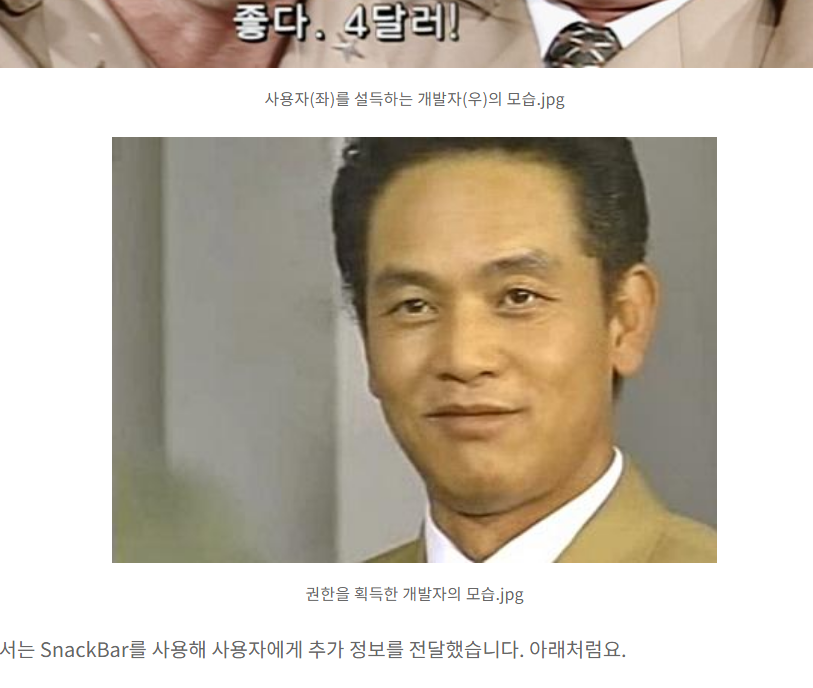 좋다. 4달러!
사용자(좌)를 설득하는 개발자(우)의 모습.jpg
권한을 획득한 개발자의 모습.jpg
서는 SnackBar를 사용해 사용자에게 추가 정보를 전달했습니다. 아래처럼요.